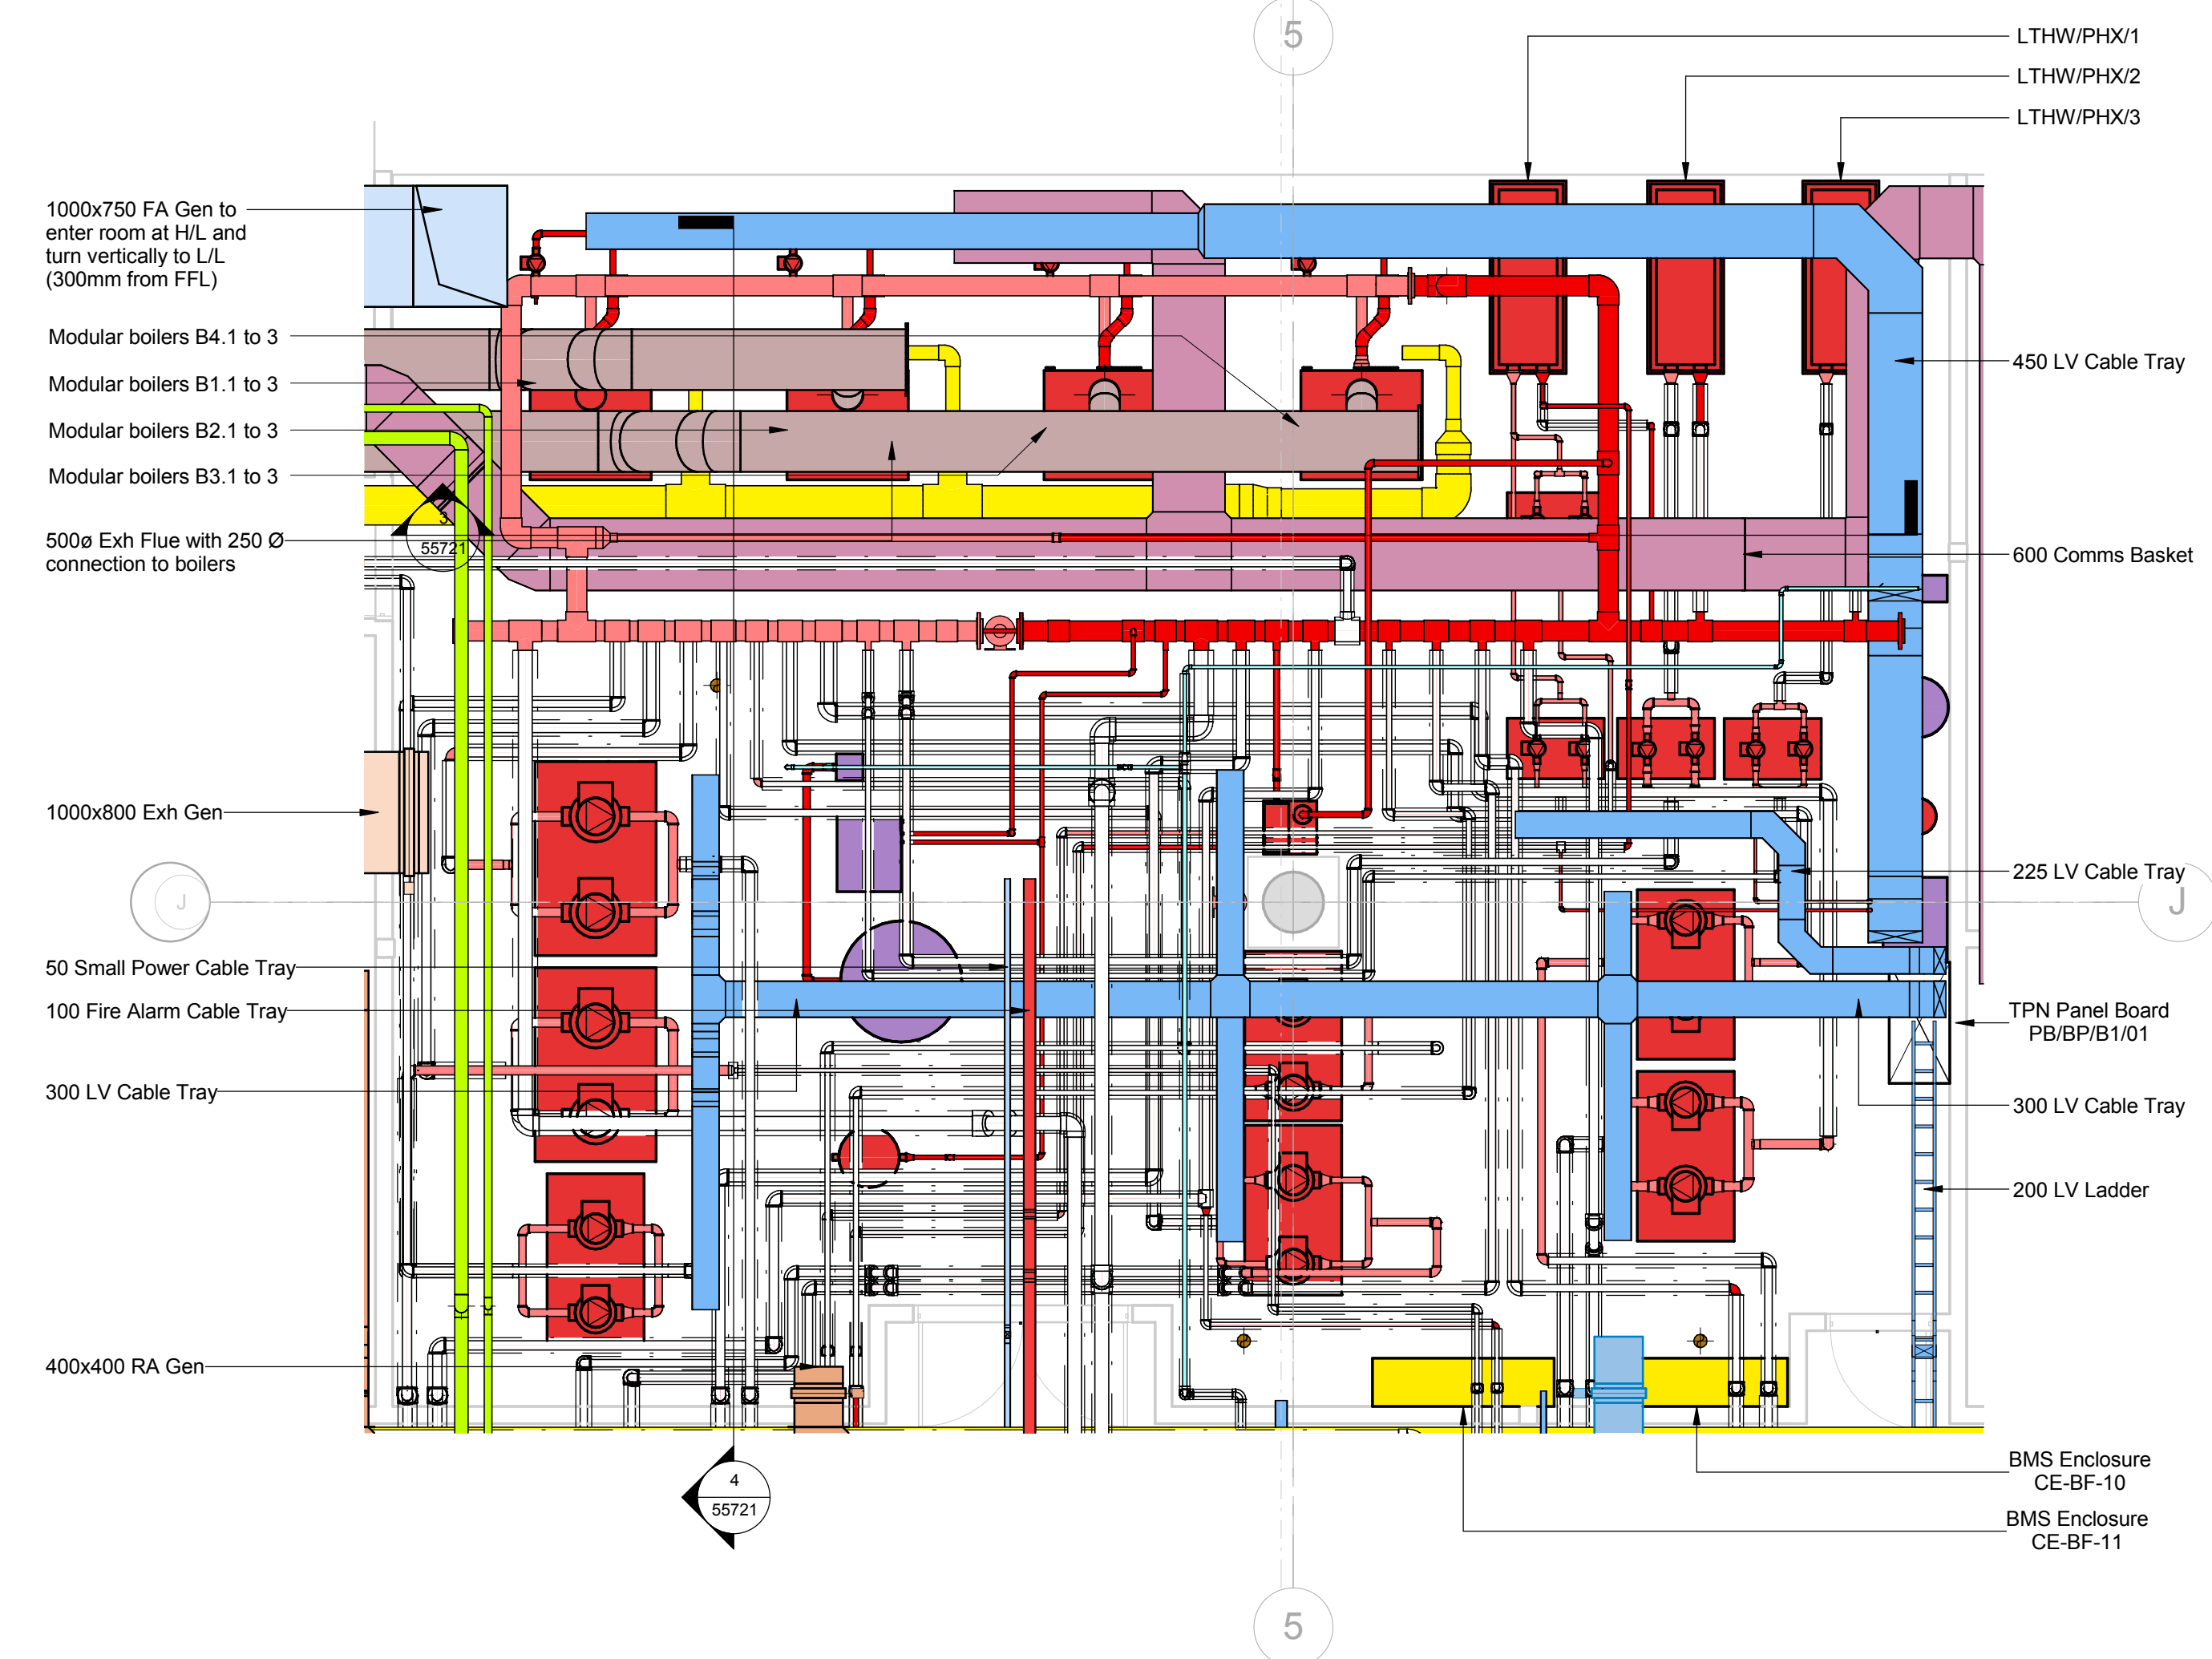 5
LTHW/PHX/1
LTHW/PHX/2
LTHW/PHX/3
1000x750 FA Gen to
enter room at H/L and
turn vertically to L/L
(300mm from FFL)
Modular boilers B4.1 to 3
Modular boilers B1.1 to 3
Modular boilers B2.1 to 3
Modular boilers B3.1 to 3
500ø Exh Flue with 250 Ø
connection to boilers
3
55721
450 LV Cable Tray
600 Comms Basket
1000x800 Exh Gen
J
50 Small Power Cable Tray
100 Fire Alarm Cable Tray
300 LV Cable Tray
400x400 RA Gen
225 LV Cable Tray
J
TPN Panel Board
PB/BP/B1/01
300 LV Cable Tray
200 LV Ladder
4
55721
BMS Enclosure
CE-BF-10
BMS Enclosure
CE-BF-11
5